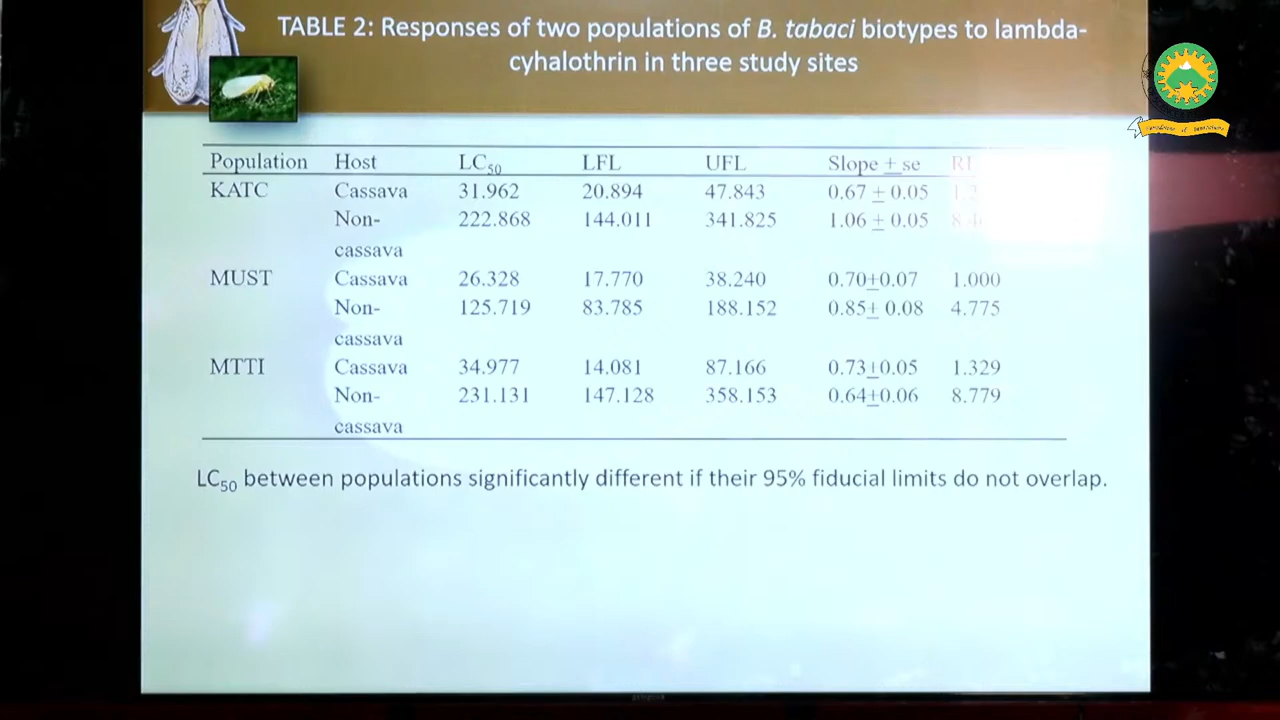 TABLE 2: Responses of two populations of B. tabaci biotypes to lambda-
cyhalothrin in three study sites
Population Host LC50 LFL UFL Slope ± se
KATC Cassava 31.962 20.894 47.843 0.67 ± 0.05
Non- 222.868 144.011 341.825 1.06 ± 0.05
cassava
MUST Cassava 26.328 17.770 38.240 0.70±0.07 1.000
Non- 125.719 83.785 188.152 0.85± 0.08 4.775
cassava
MTTI Cassava 34.977 14.081 87.166 0.73±0.05 1.329
Non- 231.131 147.128 358.153 0.64±0.06 8.779
cassava
LC50 between populations significantly different if their 95% fiducial limits do not overlap.